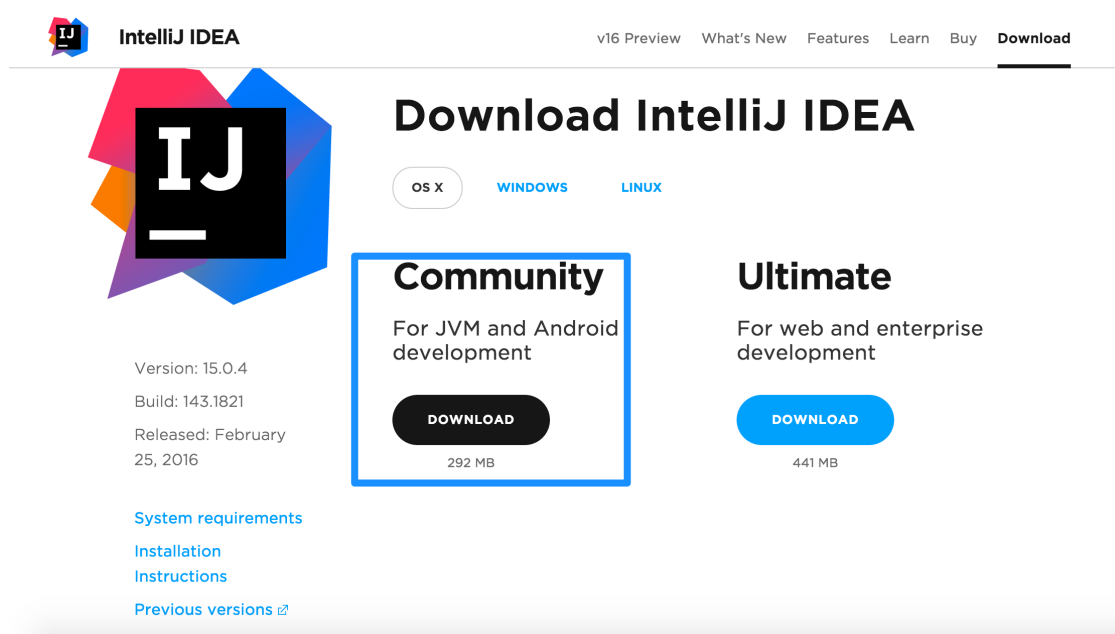 IJ
IntelliJ IDEA
v16 Preview What's New Features Learn Buy Download
IJ
Download IntelliJ IDEA
OS X WINDOWS LINUX
Community
For JVM and Android
development
DOWNLOAD
292 MB
Ultimate
For web and enterprise
development
DOWNLOAD
441 MB
Version: 15.0.4
Build: 143.1821
Released: February
25, 2016
System requirements
Installation
Instructions
Previous versions